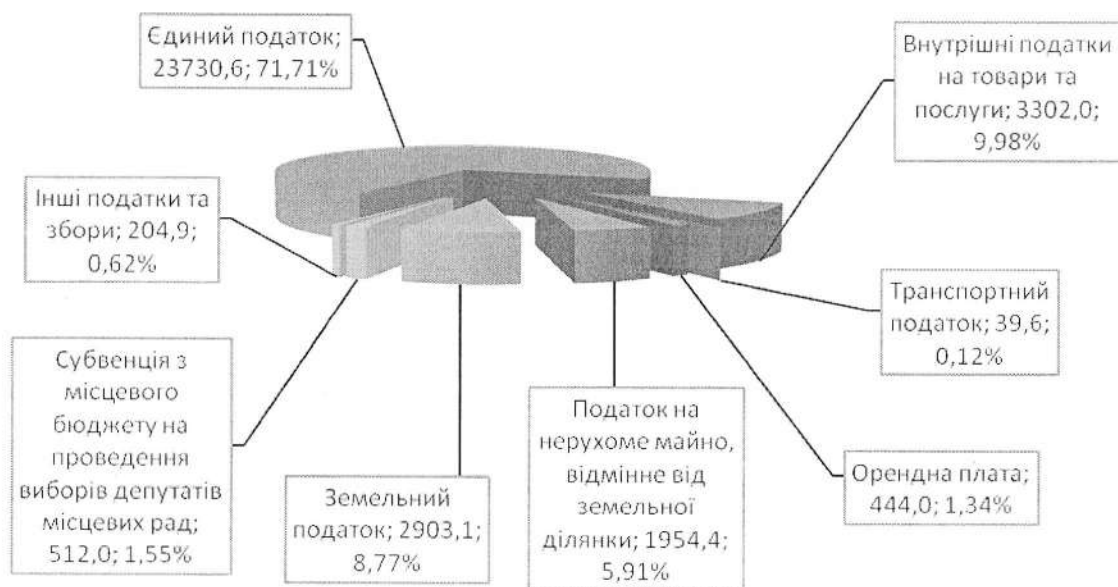 Єдиний податок;
23730,6; 71,71%
Внутрішні податки
на товари та
послуги; 3302,0;
9,98%
Інші податки та
збори; 204,9;
0,62%
Транспортний
податок; 39,6;
0,12%
Субвенція з
місцевого
бюджету на
проведення
виборів депутатів
місцевих рад;
512,0; 1,55%
Земельний
податок; 2903,1;
8,77%
Податок на
нерухоме майно,
відмінне від
земельної
ділянки; 1954,4;
5,91%
Орендна плата;
444,0; 1,34%